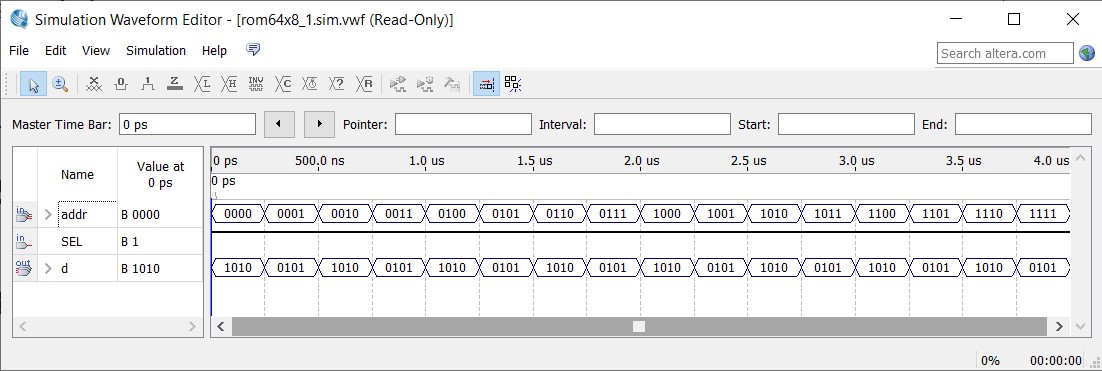 Simulation Waveform Editor - [rom64x8_1.sim.vwf (Read-Only)]
File Edit View Simulation Help
Search altera.com
Master Time Bar: 0 ps Pointer: Interval: Start: End:
Name Value at 0 ps
0 ps 500.0 ns 1.0 us 1.5 us 2.0 us 2.5 us 3.0 us 3.5 us 4.0 us
0 ps
in addr B 0000 0000 0001 0010 0011 0100 0101 0110 0111 1000 1001 1010 1011 1100 1101 1110 1111
in SEL B 1
out d B 1010 1010 0101 1010 0101 1010 0101 1010 0101 1010 0101 1010 0101 1010 0101 1010 0101
0% 00:00:00